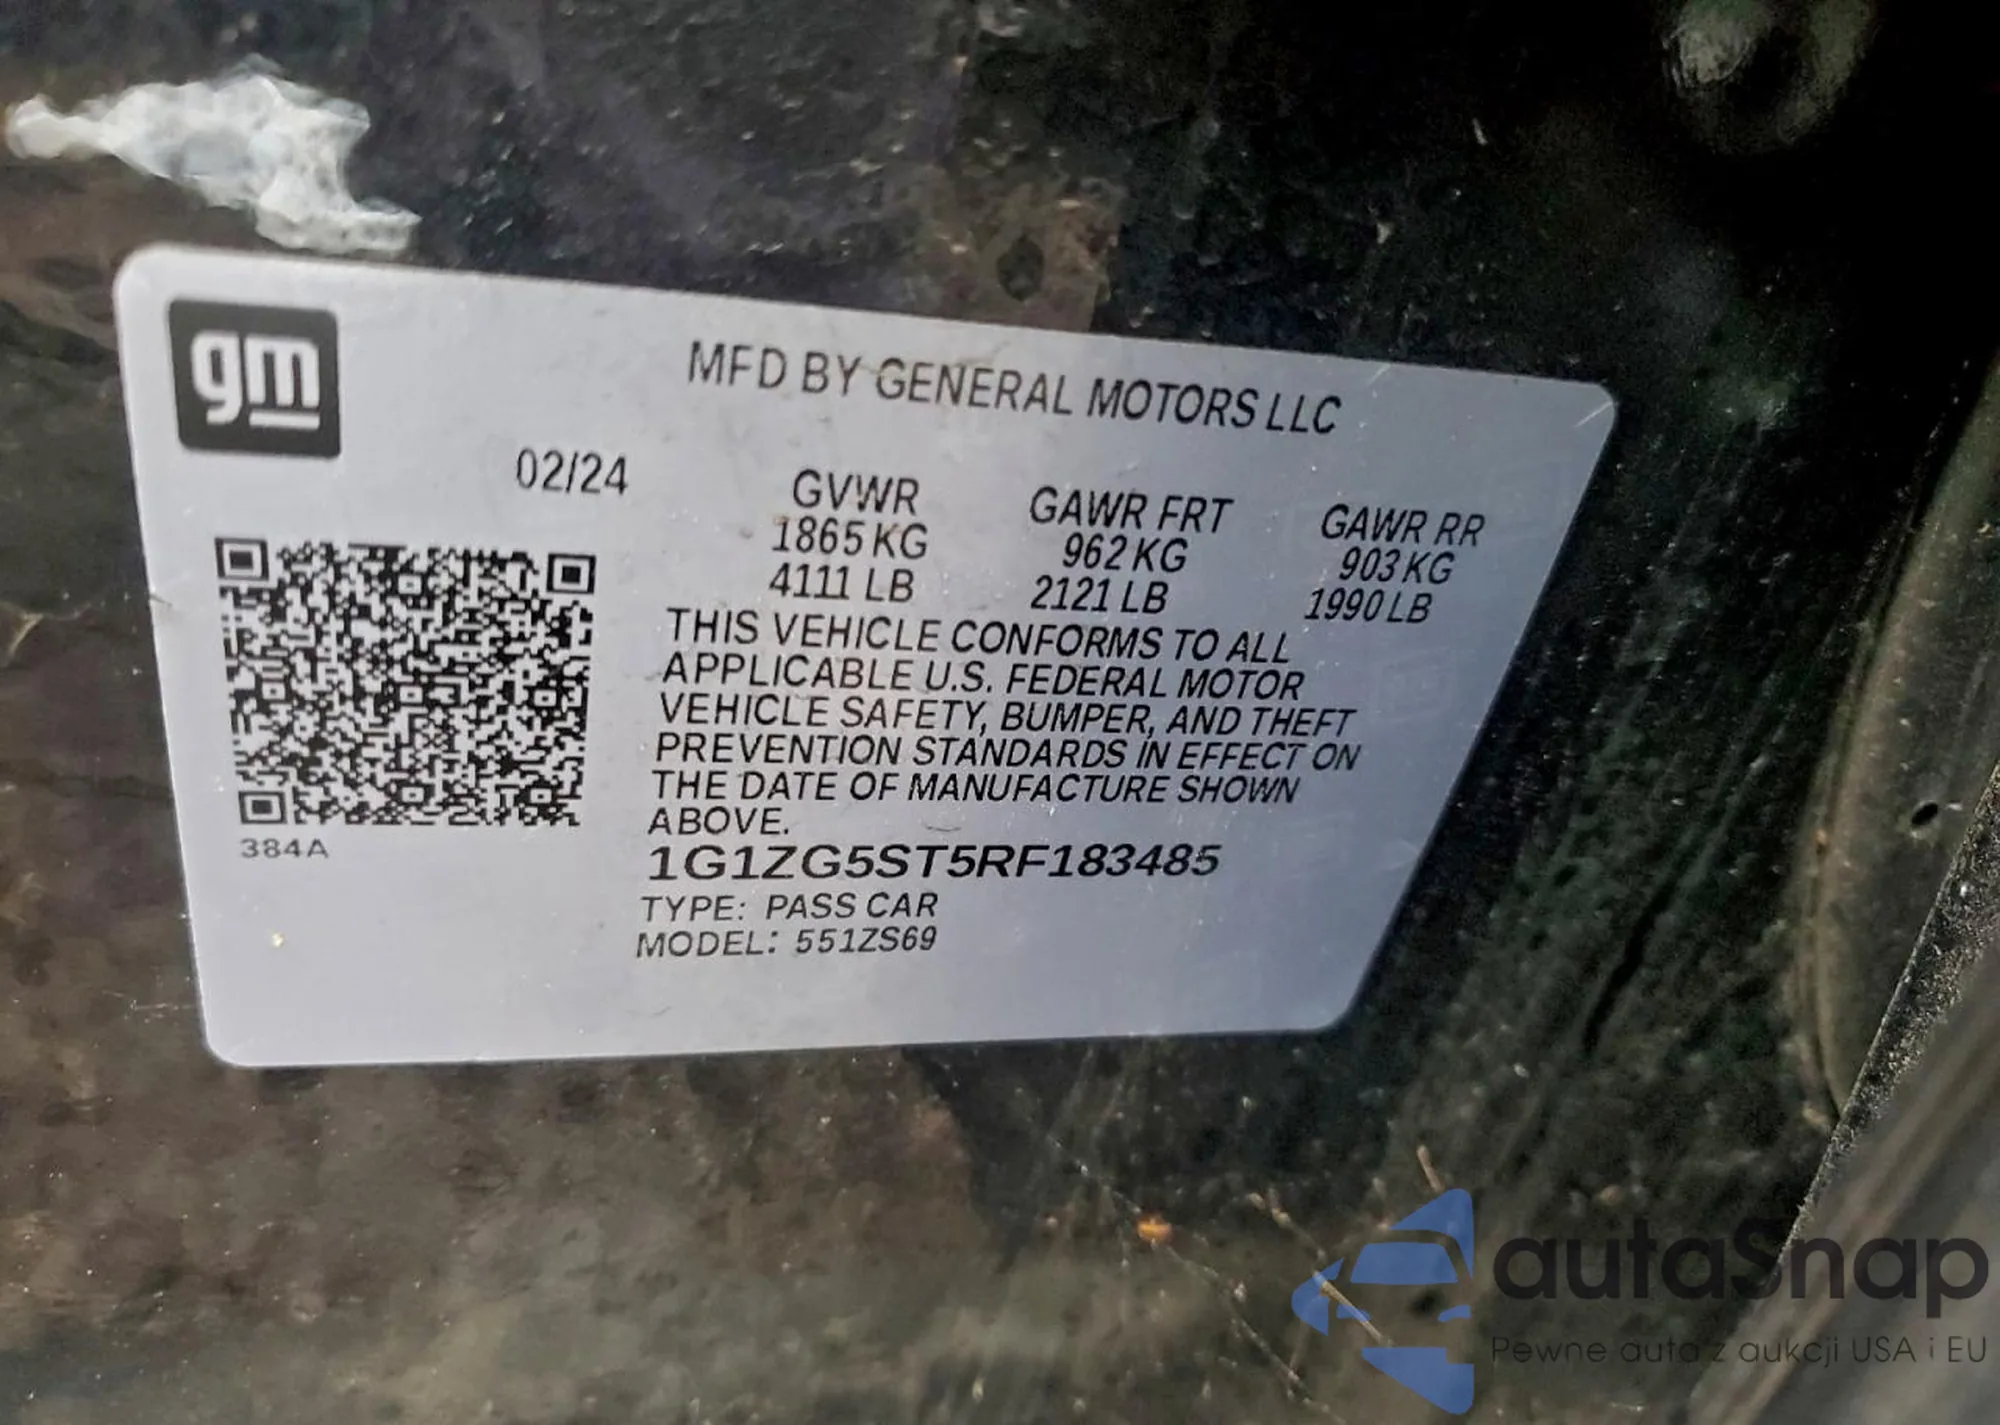 gm
MFD BY GENERAL MOTORS LLC
02/24
GVWR GAWR FRT GAWR RR
1865 KG 962 KG 903 KG
4111 LB 2121 LB 1990 LB
THIS VEHICLE CONFORMS TO ALL
APPLICABLE U.S. FEDERAL MOTOR
VEHICLE SAFETY, BUMPER, AND THEFT
PREVENTION STANDARDS IN EFFECT ON
THE DATE OF MANUFACTURE SHOWN
ABOVE.
384A
1G1ZG5ST5RF183485
TYPE: PASS CAR
MODEL: 551ZS69
autaSnap
Pewne auta z aukcji USA i EU